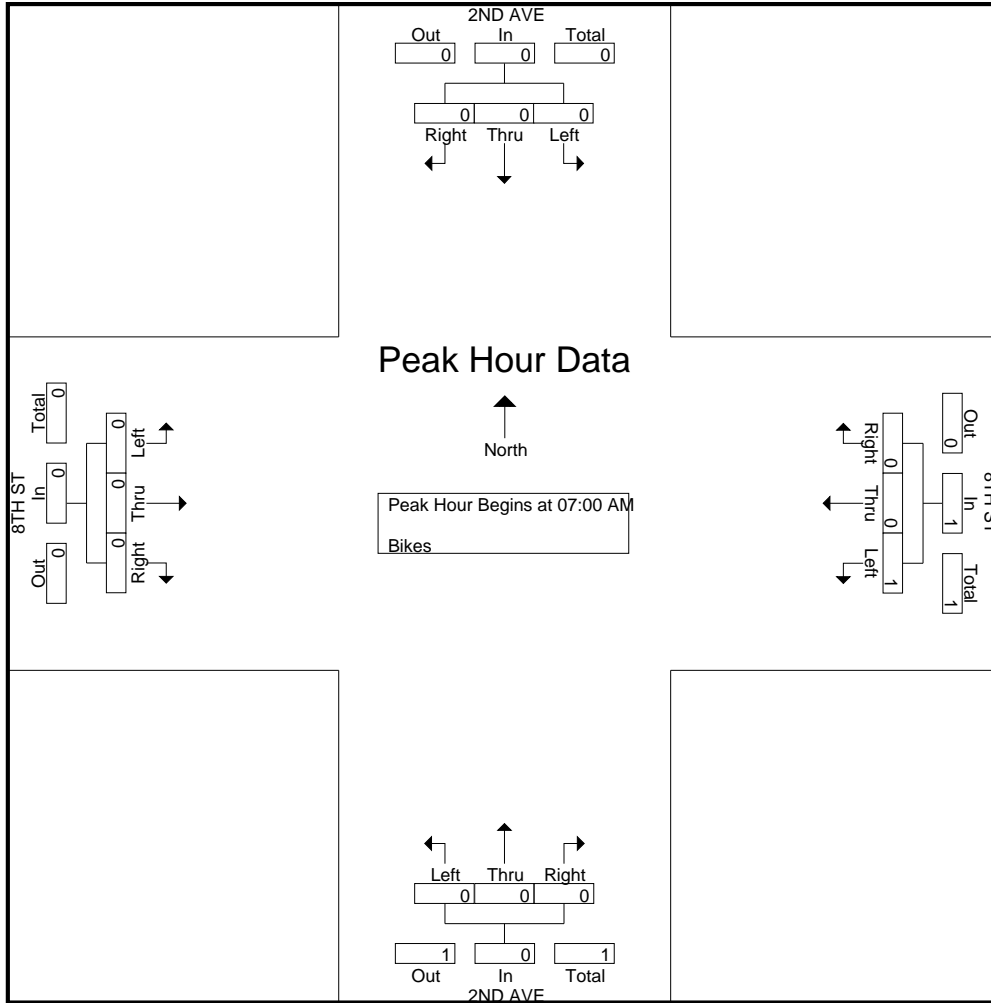 2ND AVE
Out In Total
0 0 0
0 0 0
Right Thru Left
Peak Hour Data
North
Peak Hour Begins at 07:00 AM
Bikes
8TH ST
Total In Out
0 0 0
0 0 0
Left Thru Right
8TH ST
Out In Total
0 1 1
0 0 1
Right Thru Left
Left Thru Right
0 0 0
1 0 1
Out In Total
2ND AVE